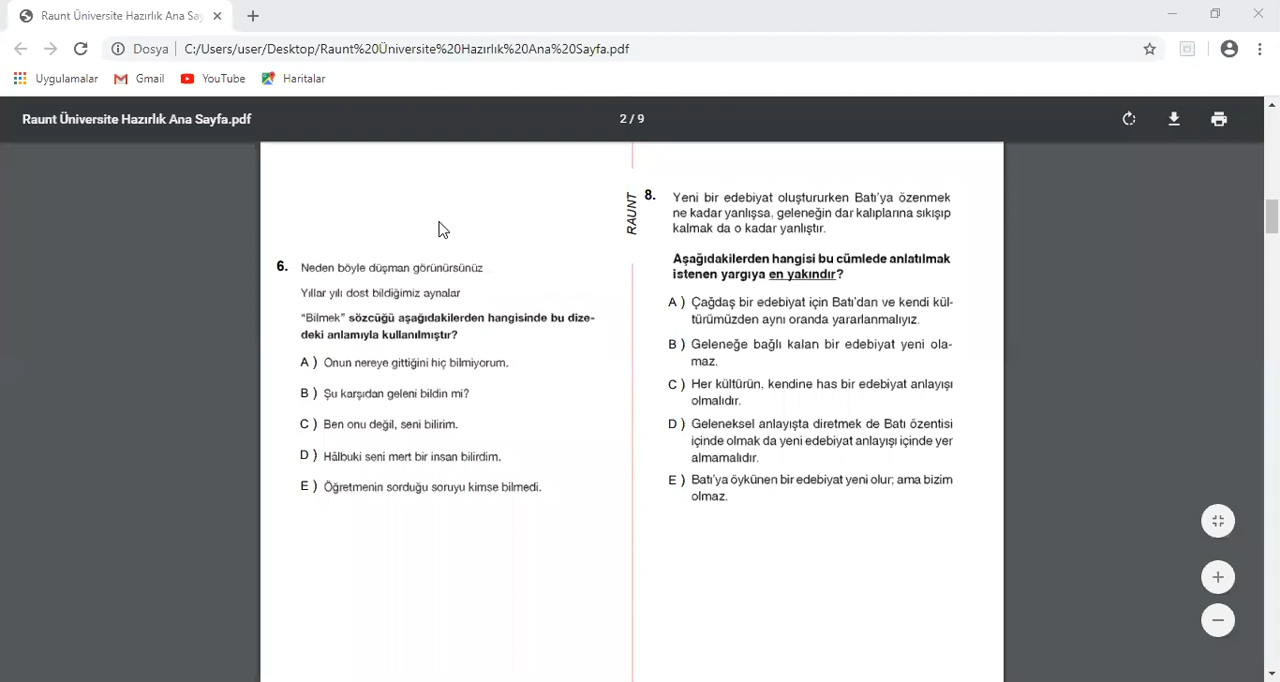 Raunt Üniversite Hazırlık Ana Say
Dosya
C:/Users/user/Desktop/Raunt%20Üniversite%20Hazırlık%20Ana%20Sayfa.pdf
Uygulamalar
Gmail
YouTube
Haritalar
Raunt Üniversite Hazırlık Ana Sayfa.pdf
2 / 9
6. Neden böyle düşman görünürsünüz
Yıllar yılı dost bildiğimiz aynalar
"Bilmek" sözcüğü aşağıdakilerden hangisinde bu dize-
deki anlamıyla kullanılmıştır?
A ) Onun nereye gittiğini hiç bilmiyorum.
B ) Şu karşıdan geleni bildin mi?
C ) Ben onu değil, seni bilirim.
D ) Hâlbuki seni mert bir insan bilirdim.
E ) Öğretmenin sorduğu soruyu kimse bilmedi.
RAUNT
8. Yeni bir edebiyat oluştururken Batı'ya özenmek
ne kadar yanlışsa, geleneğin dar kalıplarına sıkışıp
kalmak da o kadar yanlıştır.
Aşağıdakilerden hangisi bu cümlede anlatılmak
istenen yargıya en yakındır?
A ) Çağdaş bir edebiyat için Batı'dan ve kendi kül-
türümüzden aynı oranda yararlanmalıyız.
B ) Geleneğe bağlı kalan bir edebiyat yeni ola-
maz.
C ) Her kültürün, kendine has bir edebiyat anlayışı
olmalıdır.
D ) Geleneksel anlayışta diretmek de Batı özentisi
içinde olmak da yeni edebiyat anlayışı içinde yer
almamalıdır.
E ) Batı'ya öykünen bir edebiyat yeni olur; ama bizim
olmaz.